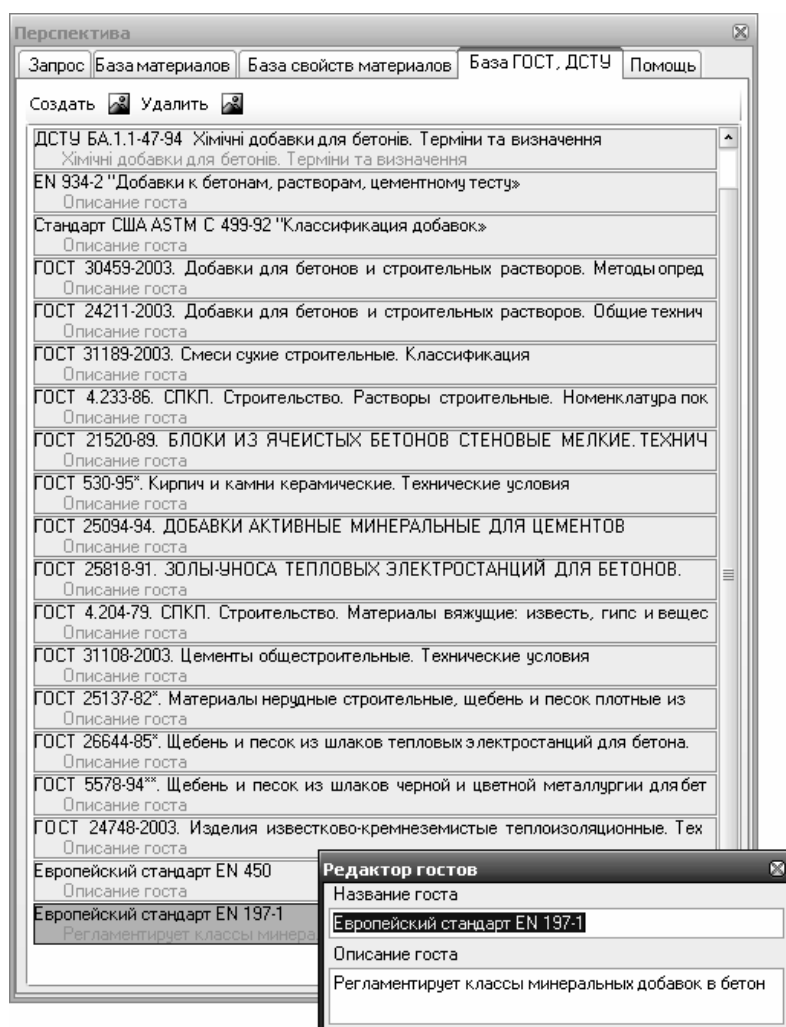 Перспектива
Запрос База материалов База свойств материалов База ГОСТ, ДСТУ Помощь
Создать Удалить
ДСТУ БА.1.1-47-94 Хімічні добавки для бетонів. Терміни та визначення
Хімічні добавки для бетонів. Терміни та визначення
EN 934-2 "Добавки к бетонам, растворам, цементному тесту»
Описание госта
Стандарт США ASTM C 499-92 "Классификация добавок»
Описание госта
ГОСТ 30459-2003. Добавки для бетонов и строительных растворов. Методы опред
Описание госта
ГОСТ 24211-2003. Добавки для бетонов и строительных растворов. Общие технич
Описание госта
ГОСТ 31189-2003. Смеси сухие строительные. Классификация
Описание госта
ГОСТ 4.233-86. СПКП. Строительство. Растворы строительные. Номенклатура пок
Описание госта
ГОСТ 21520-89. БЛОКИ ИЗ ЯЧЕИСТЫХ БЕТОНОВ СТЕНОВЫЕ МЕЛКИЕ. ТЕХНИЧ
Описание госта
ГОСТ 530-95*. Кирпич и камни керамические. Технические условия
Описание госта
ГОСТ 25094-94. ДОБАВКИ АКТИВНЫЕ МИНЕРАЛЬНЫЕ ДЛЯ ЦЕМЕНТОВ
Описание госта
ГОСТ 25818-91. ЗОЛЫ-УНОСА ТЕПЛОВЫХ ЭЛЕКТРОСТАНЦИЙ ДЛЯ БЕТОНОВ.
Описание госта
ГОСТ 4.204-79. СПКП. Строительство. Материалы вяжущие: известь, гипс и вещес
Описание госта
ГОСТ 31108-2003. Цементы общестроительные. Технические условия
Описание госта
ГОСТ 25137-82*. Материалы нерудные строительные, щебень и песок плотные из
Описание госта
ГОСТ 26644-85*. Щебень и песок из шлаков тепловых электростанций для бетона.
Описание госта
ГОСТ 5578-94**. Щебень и песок из шлаков черной и цветной металлургии для бет
Описание госта
ГОСТ 24748-2003. Изделия известково-кремнеземистые теплоизоляционные. Тех
Описание госта
Европейский стандарт EN 450
Описание госта
Европейский стандарт EN 197-1
Регламентирует классы минера
Редактор гостов
Название госта
Европейский стандарт EN 197-1
Описание госта
Регламентирует классы минеральных добавок в бетон